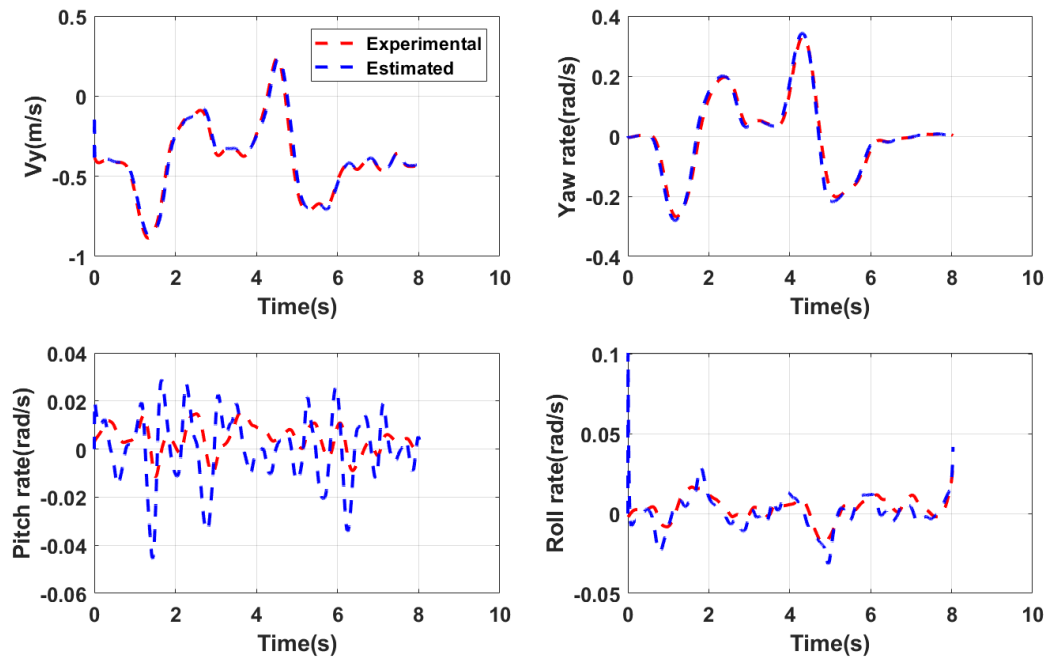 0.5
0
-0.5
-1
Vy(m/s)
Experimental
Estimated
0 2 4 6 8 10
Time(s)
0.4
0.2
0
-0.2
-0.4
Yaw rate(rad/s)
0 2 4 6 8 10
Time(s)
0.04
0.02
0
-0.02
-0.04
-0.06
Pitch rate(rad/s)
0 2 4 6 8 10
Time(s)
0.1
0.05
0
-0.05
Roll rate(rad/s)
0 2 4 6 8 10
Time(s)